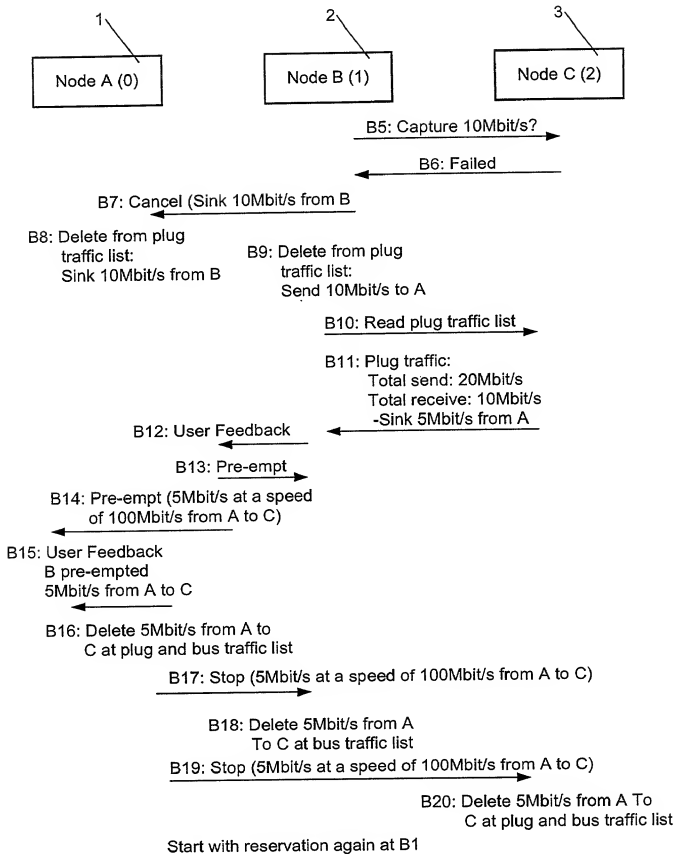 1
2
3
Node A (0)
Node B (1)
Node C (2)
B5: Capture 10Mbit/s?
B6: Failed
B7: Cancel (Sink 10Mbit/s from B
B8: Delete from plug
traffic list:
Sink 10Mbit/s from B
B9: Delete from plug
traffic list:
Send 10Mbit/s to A
B10: Read plug traffic list
B11: Plug traffic:
Total send: 20Mbit/s
Total receive: 10Mbit/s
-Sink 5Mbit/s from A
B12: User Feedback
B13: Pre-empt
B14: Pre-empt (5Mbit/s at a speed
of 100Mbit/s from A to C)
B15: User Feedback
B pre-empted
5Mbit/s from A to C
B16: Delete 5Mbit/s from A to
C at plug and bus traffic list
B17: Stop (5Mbit/s at a speed of 100Mbit/s from A to C)
B18: Delete 5Mbit/s from A
To C at bus traffic list
B19: Stop (5Mbit/s at a speed of 100Mbit/s from A to C)
B20: Delete 5Mbit/s from A To
C at plug and bus traffic list
Start with reservation again at B1